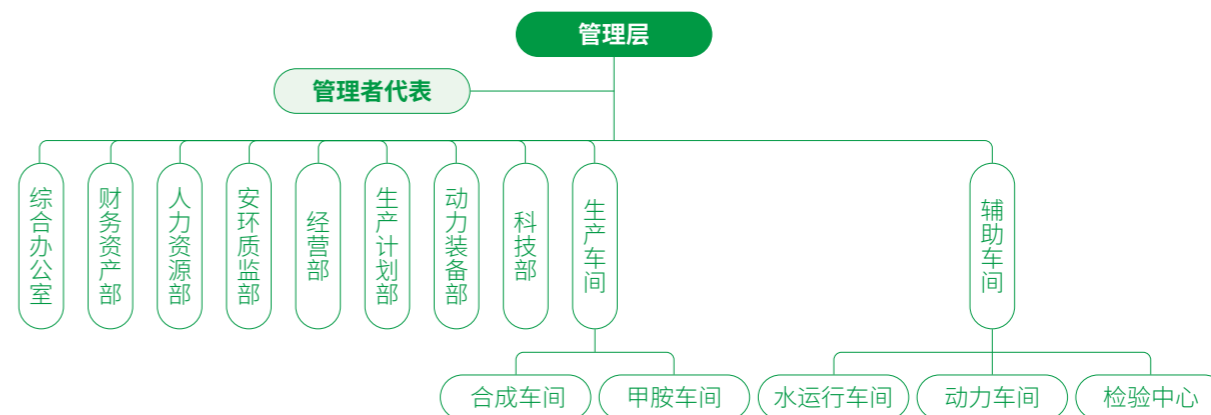 管理层
管理者代表
综合办公室
财务资产部
人力资源部
安环质监部
经营部
生产计划部
动力装备部
科技部
生产车间
辅助车间
合成车间
甲胺车间
水运行车间
动力车间
检验中心